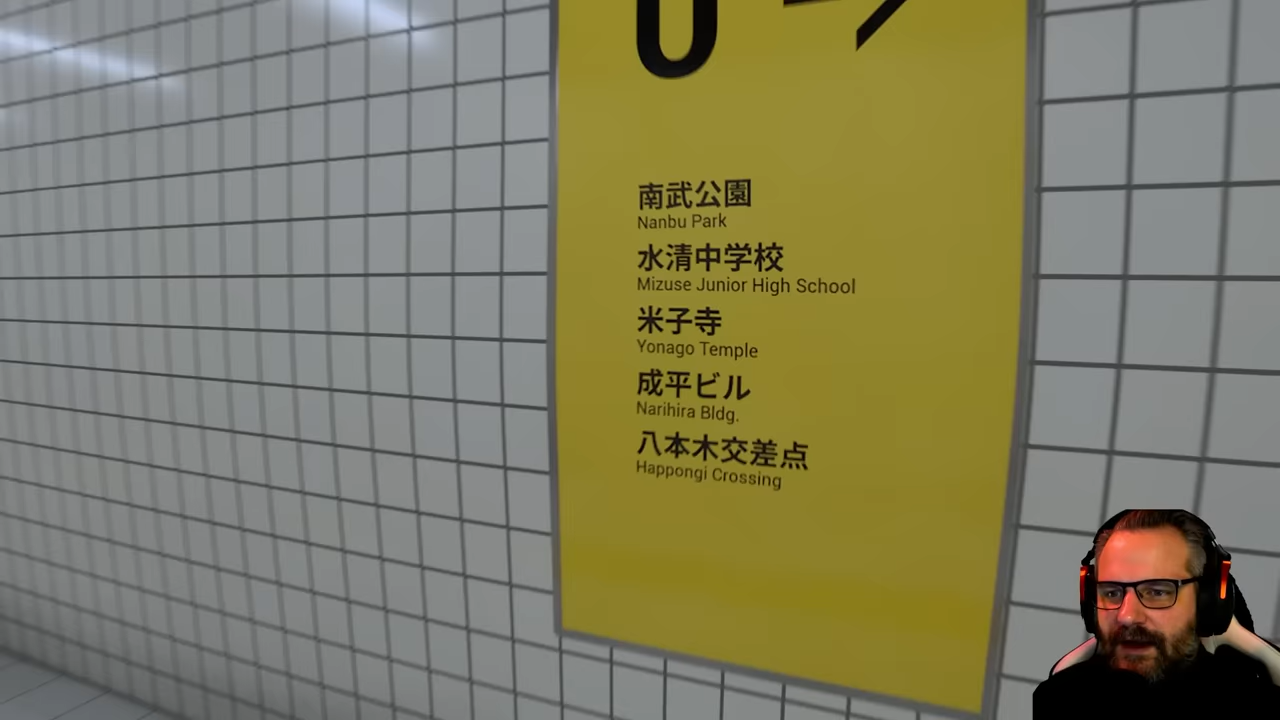 0
南武公園
Nanbu Park
水清中学校
Mizuse Junior High School
米子寺
Yonago Temple
成平ビル
Narihira Bldg.
八本木交差点
Happongi Crossing